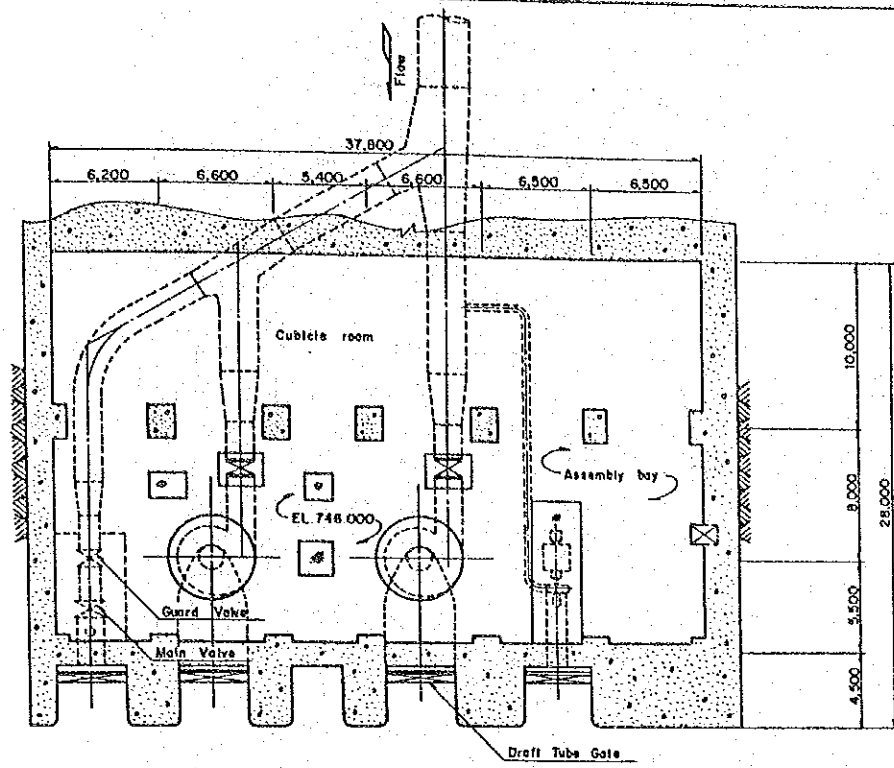 Flow
37,800
6,200
6,600
5,400
6,600
6,500
6,500
Cubicle room
10,000
Assembly bay
8,000
28,000
EL 746.000
Guard Valve
5,500
Main Valve
4,500
Draft Tube Gate